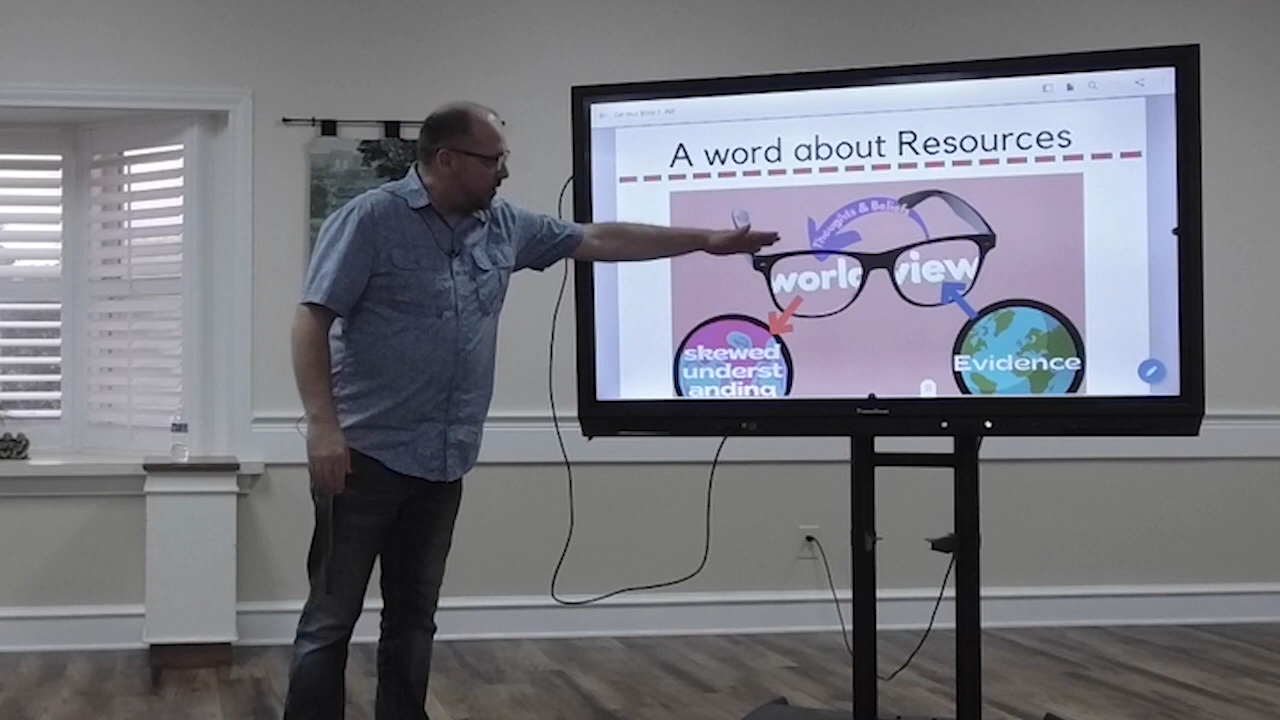 A word about Resources
Thoughts & Beliefs
world view
skewed
underst
anding
Evidence